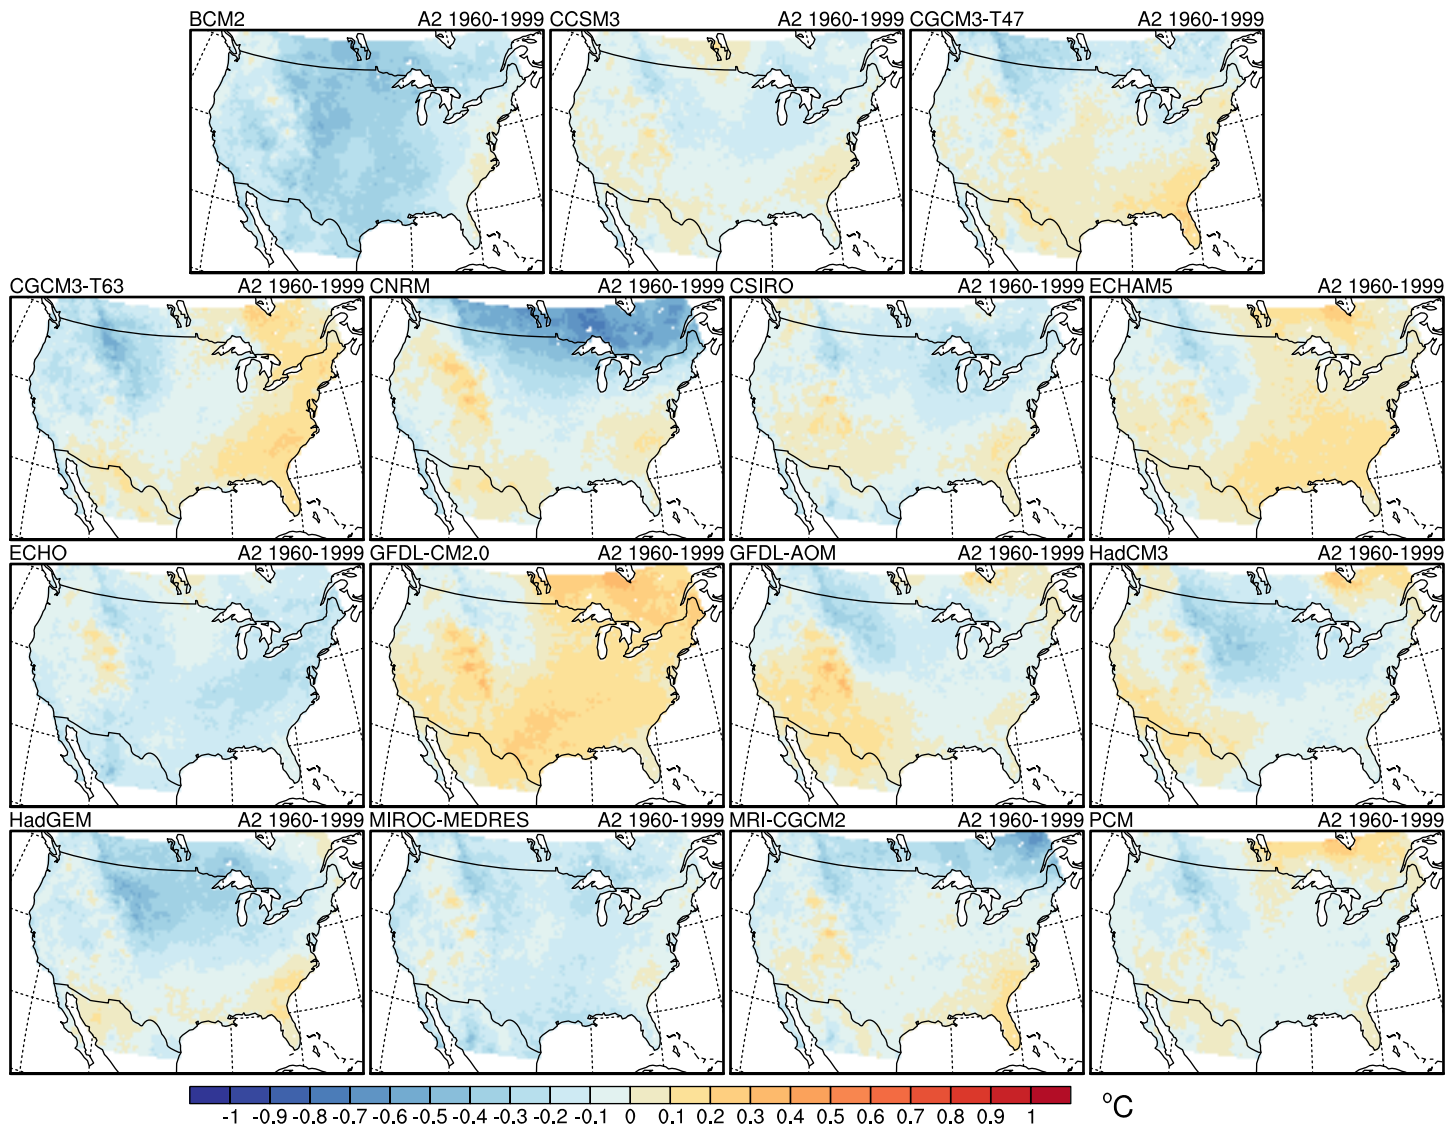 BCM2 A2 1960-1999 CCSM3 A2 1960-1999 CGCM3-T47 A2 1960-1999
CGCM3-T63 A2 1960-1999 CNRM A2 1960-1999 CSIRO A2 1960-1999 ECHAM5 A2 1960-1999
ECHO A2 1960-1999 GFDL-CM2.0 A2 1960-1999 GFDL-AOM A2 1960-1999 HadCM3 A2 1960-1999
HadGEM A2 1960-1999 MIROC-MEDRES A2 1960-1999 MRI-CGCM2 A2 1960-1999 PCM A2 1960-1999
-1 -0.9 -0.8 -0.7 -0.6 -0.5 -0.4 -0.3 -0.2 -0.1 0 0.1 0.2 0.3 0.4 0.5 0.6 0.7 0.8 0.9 1 °C